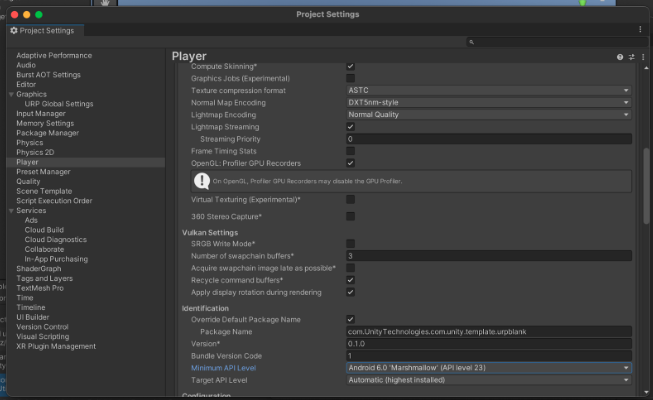 Project Settings
Project Settings
Adaptive Performance
Audio
Burst AOT Settings
Editor
Graphics
URP Global Settings
Input Manager
Memory Settings
Package Manager
Physics
Physics 2D
Player
Preset Manager
Quality
Scene Template
Script Execution Order
Services
Ads
Cloud Build
Cloud Diagnostics
Collaborate
In-App Purchasing
ShaderGraph
Tags and Layers
TextMesh Pro
Time
Timeline
UI Builder
Version Control
Visual Scripting
XR Plugin Management
Player
Compute Skinning*
Graphics Jobs (Experimental)
Texture compression format ASTC
Normal Map Encoding DXT5nm-style
Lightmap Encoding Normal Quality
Lightmap Streaming
Streaming Priority 0
Frame Timing Stats
OpenGL: Profiler GPU Recorders
On OpenGL, Profiler GPU Recorders may disable the GPU Profiler.
Virtual Texturing (Experimental)*
360 Stereo Capture*
Vulkan Settings
SRGB Write Mode*
Number of swapchain buffers* 3
Acquire swapchain image late as possible*
Recycle command buffers*
Apply display rotation during rendering
Identification
Override Default Package Name
Package Name com.UnityTechnologies.com.unity.template.urpblank
Version* 0.1.0
Bundle Version Code 1
Minimum API Level Android 6.0 'Marshmallow' (API level 23)
Target API Level Automatic (highest installed)
Configuration